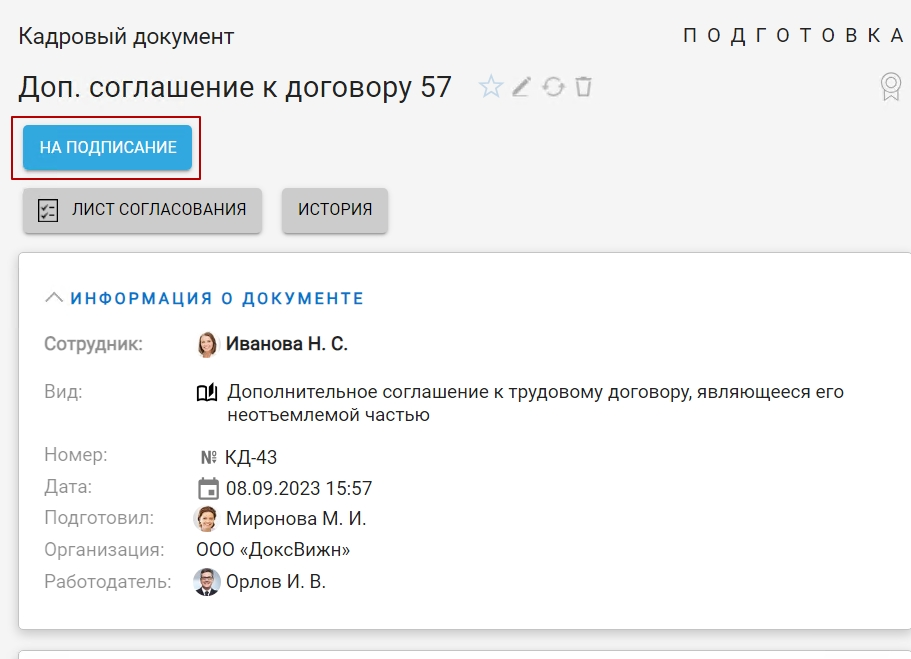 Кадровый документ
ПОДГОТОВКА
Доп. соглашение к договору 57
НА ПОДПИСАНИЕ
ЛИСТ СОГЛАСОВАНИЯ
ИСТОРИЯ
ИНФОРМАЦИЯ О ДОКУМЕНТЕ
Сотрудник: Иванова Н. С.
Вид: Дополнительное соглашение к трудовому договору, являющееся его
неотъемлемой частью
Номер: № КД-43
Дата: 08.09.2023 15:57
Подготовил: Миронова М. И.
Организация: ООО «ДоксВижн»
Работодатель: Орлов И. В.